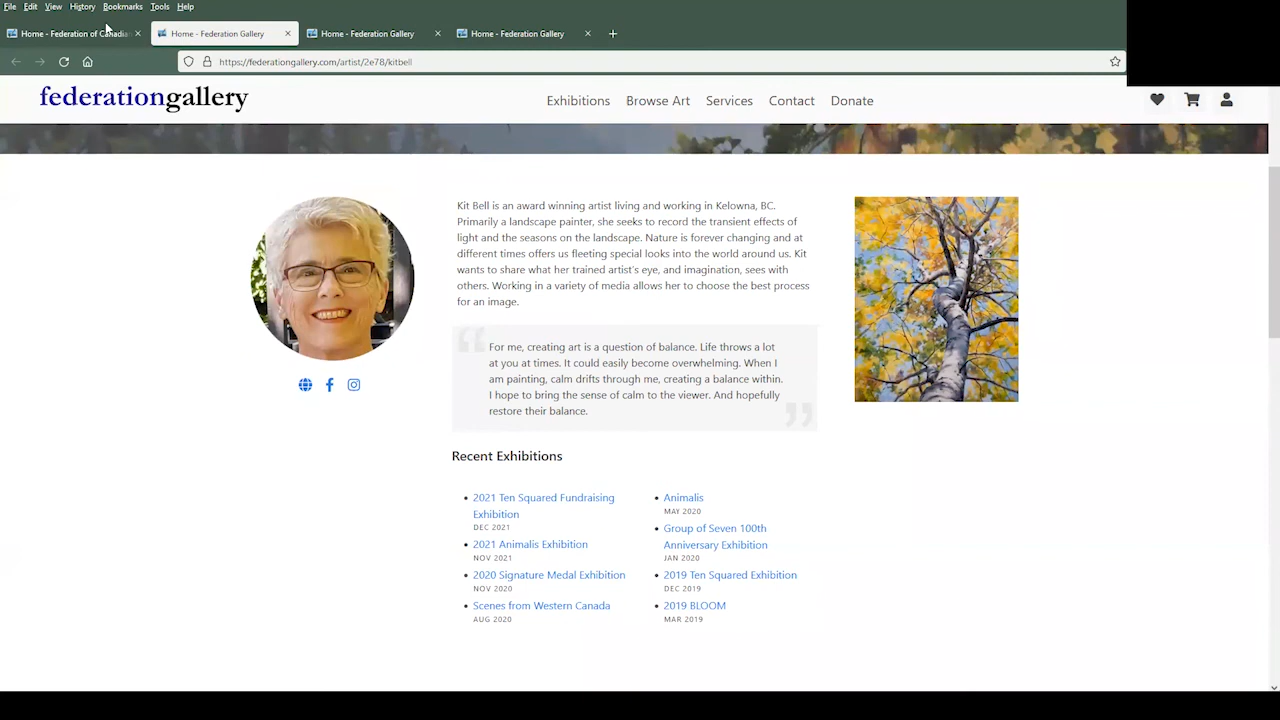 File Edit View History Bookmarks Tools Help
Home - Federation of Canadia
Home - Federation Gallery
Home - Federation Gallery
Home - Federation Gallery
https://federationgallery.com/artist/2e78/kitbell
federationgallery
Exhibitions Browse Art Services Contact Donate
Kit Bell is an award winning artist living and working in Kelowna, BC.
Primarily a landscape painter, she seeks to record the transient effects of
light and the seasons on the landscape. Nature is forever changing and at
different times offers us fleeting special looks into the world around us. Kit
wants to share what her trained artist's eye, and imagination, sees with
others. Working in a variety of media allows her to choose the best process
for an image.
For me, creating art is a question of balance. Life throws a lot
at you at times. It could easily become overwhelming. When I
am painting, calm drifts through me, creating a balance within.
I hope to bring the sense of calm to the viewer. And hopefully
restore their balance.
Recent Exhibitions
2021 Ten Squared Fundraising
Exhibition
DEC 2021
2021 Animalis Exhibition
NOV 2021
2020 Signature Medal Exhibition
NOV 2020
Scenes from Western Canada
AUG 2020
Animalis
MAY 2020
Group of Seven 100th
Anniversary Exhibition
JAN 2020
2019 Ten Squared Exhibition
DEC 2019
2019 BLOOM
MAR 2019